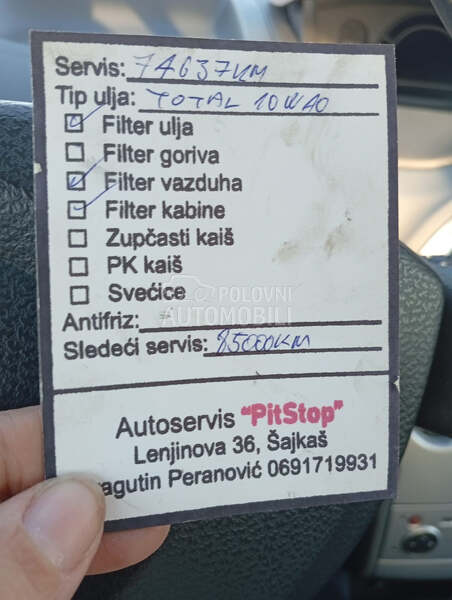 Servis: 74637KM
Tip ulja: TOTAL 10WA0
Filter ulja
Filter goriva
Filter vazduha
Filter kabine
Zupčasti kaiš
PK kaiš
Svećice
POLOVNI
AUTOMOBILI
Antifriz:
Sledeći servis: 85000KM
Autoservis "PitStop"
Lenjinova 36, Šajkaš
agutin Peranović 0691719931